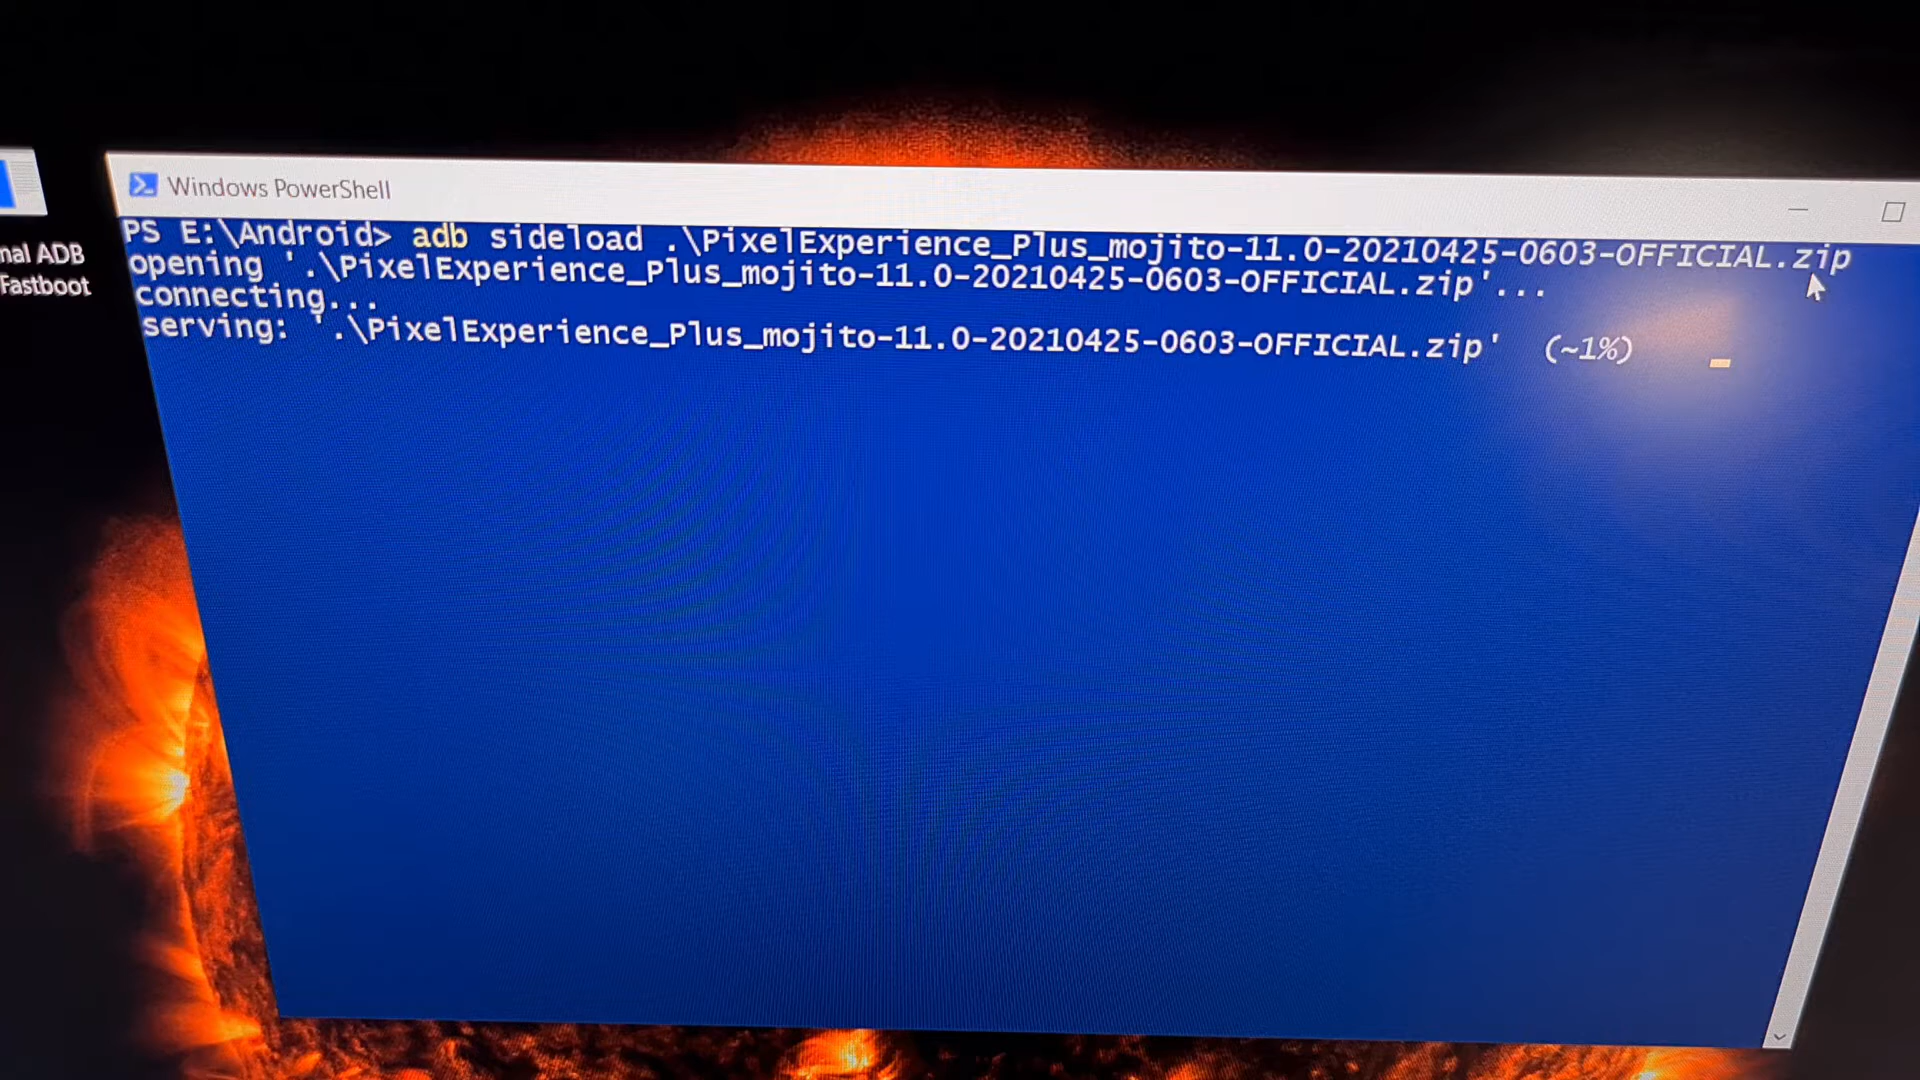 Windows PowerShell
PS E:\Android> adb sideload .\PixelExperience_Plus_mojito-11.0-20210425-0603-OFFICIAL.zip
opening '.\PixelExperience_Plus_mojito-11.0-20210425-0603-OFFICIAL.zip'...
connecting...
serving: '.\PixelExperience_Plus_mojito-11.0-20210425-0603-OFFICIAL.zip' (~1%)
nal ADB
Fastboot